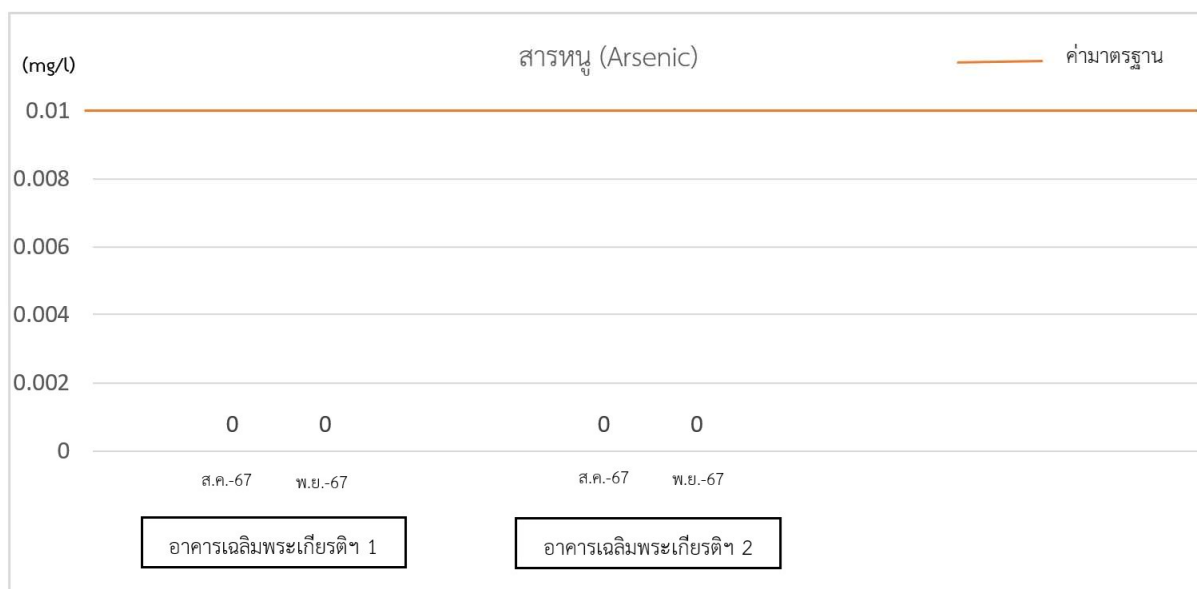 สารหนู (Arsenic)
ค่ามาตรฐาน
(mg/l)
0.01
0.008
0.006
0.004
0.002
0
0 0 0 0
ส.ค.-67 พ.ย.-67 ส.ค.-67 พ.ย.-67
อาคารเฉลิมพระเกียรติฯ 1 อาคารเฉลิมพระเกียรติฯ 2